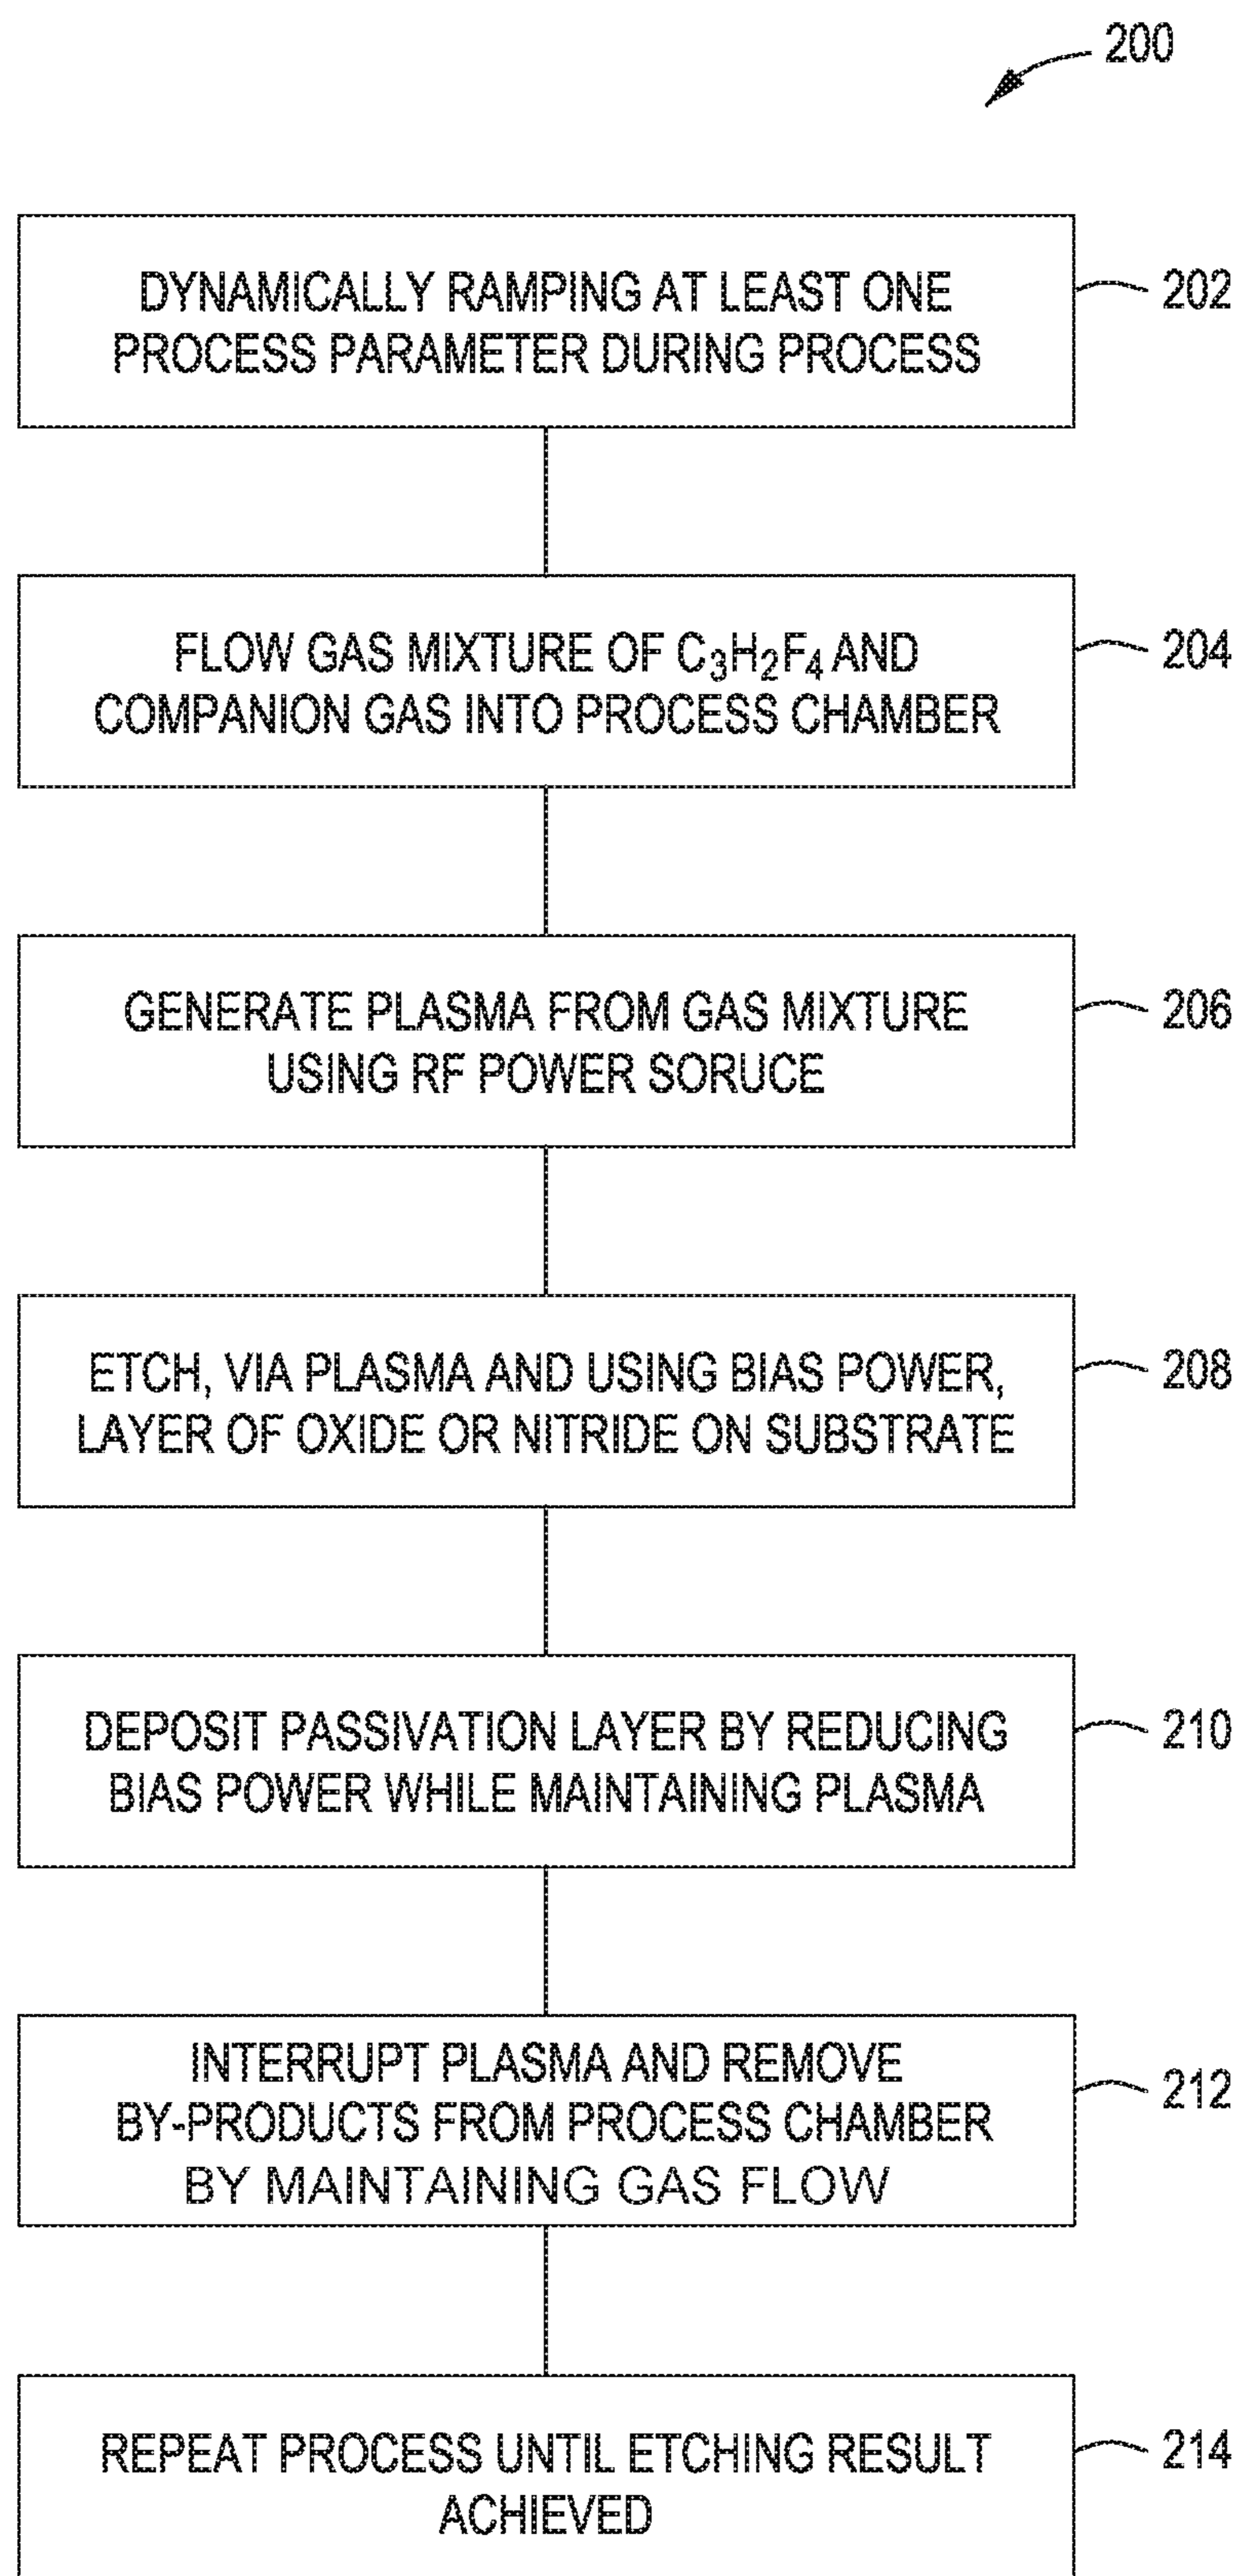 200
DYNAMICALLY RAMPING AT LEAST ONE
PROCESS PARAMETER DURING PROCESS
202
FLOW GAS MIXTURE OF C₃H₂F₄ AND
COMPANION GAS INTO PROCESS CHAMBER
204
GENERATE PLASMA FROM GAS MIXTURE
USING RF POWER SORUCE
206
ETCH, VIA PLASMA AND USING BIAS POWER,
LAYER OF OXIDE OR NITRIDE ON SUBSTRATE
208
DEPOSIT PASSIVATION LAYER BY REDUCING
BIAS POWER WHILE MAINTAINING PLASMA
210
INTERRUPT PLASMA AND REMOVE
BY-PRODUCTS FROM PROCESS CHAMBER
BY MAINTAINING GAS FLOW
212
REPEAT PROCESS UNTIL ETCHING RESULT
ACHIEVED
214